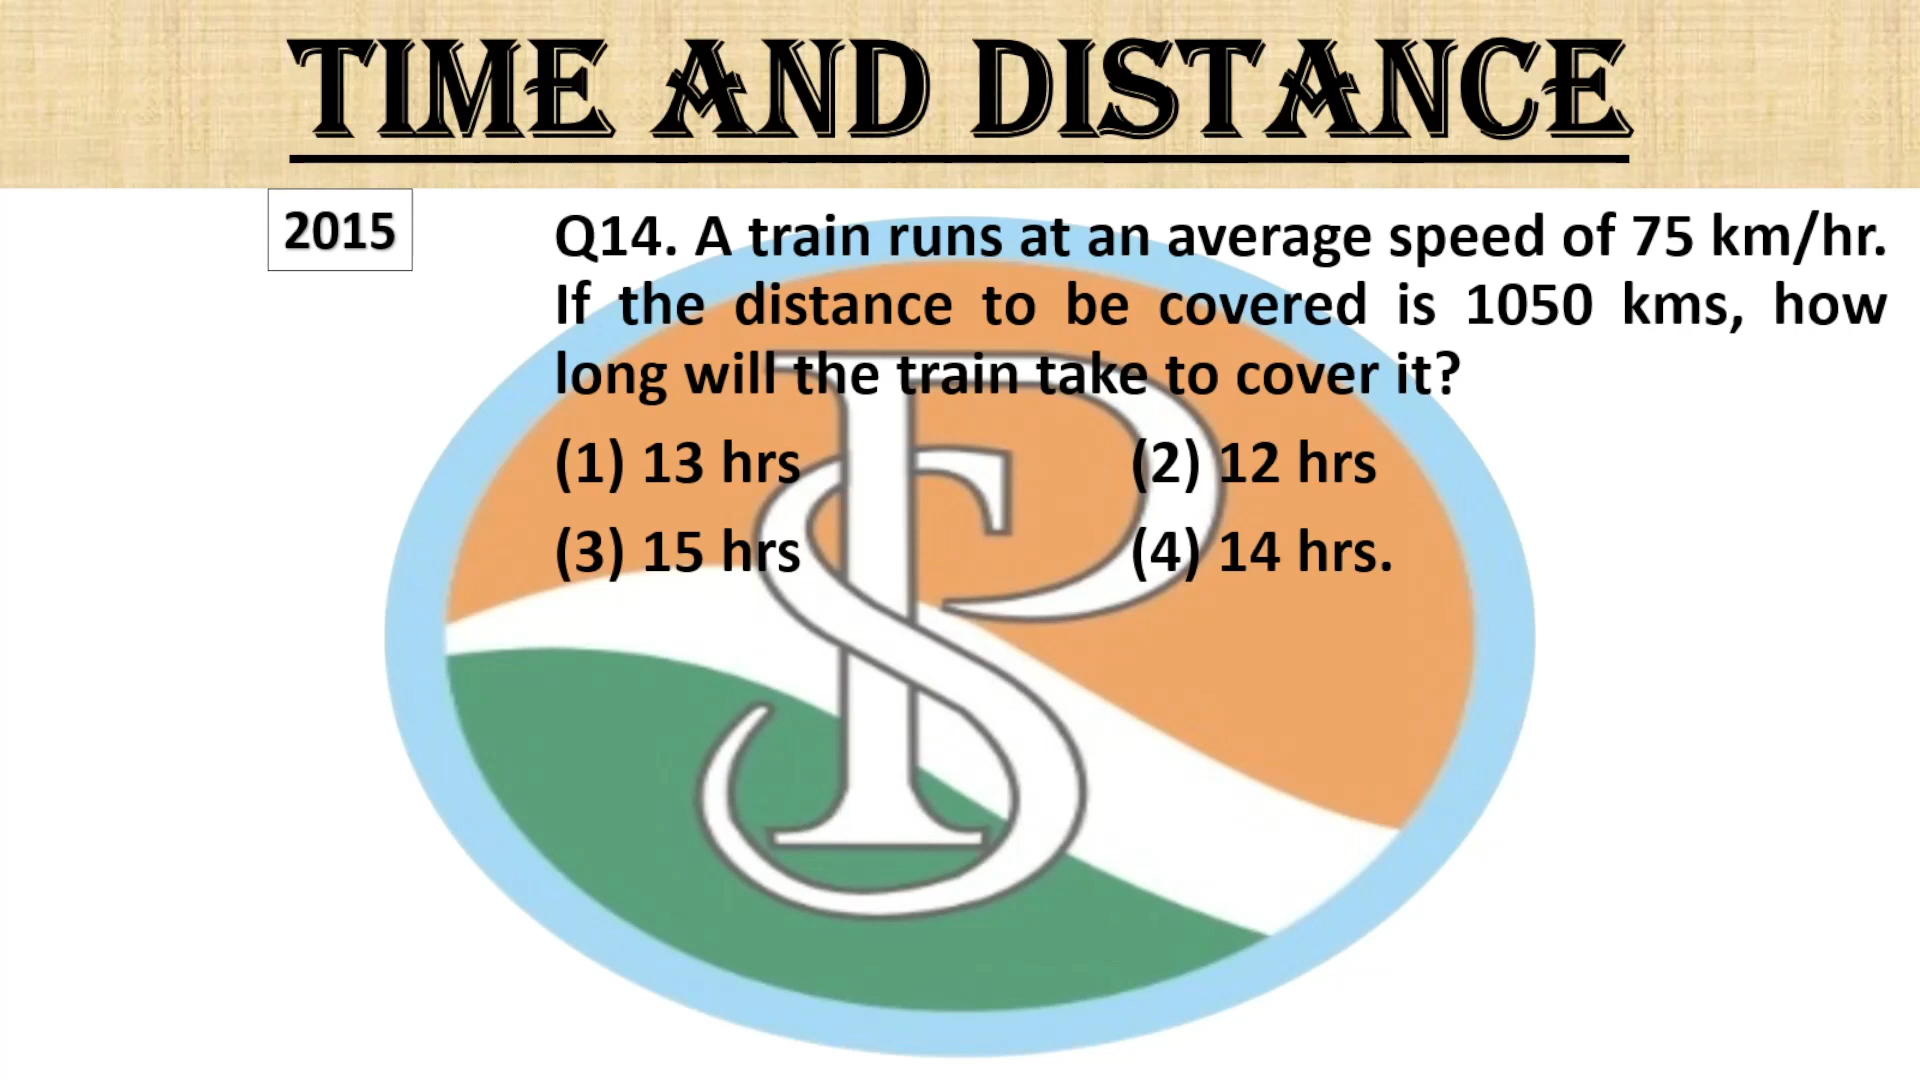 TIME AND DISTANCE
2015
Q14. A train runs at an average speed of 75 km/hr.
If the distance to be covered is 1050 kms, how
long will the train take to cover it?
(1) 13 hrs (2) 12 hrs
(3) 15 hrs (4) 14 hrs.